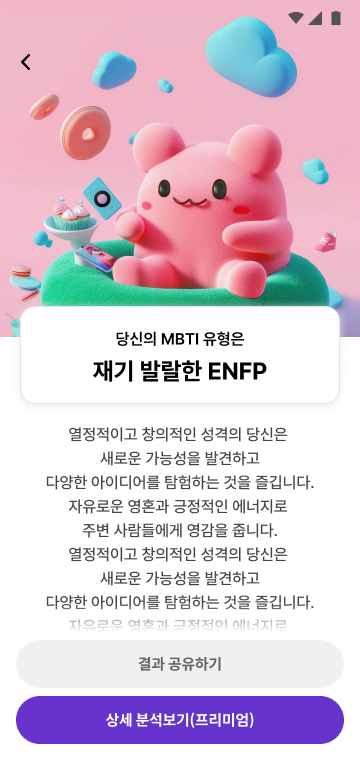 당신의 MBTI 유형은
재기 발랄한 ENFP
열정적이고 창의적인 성격의 당신은
새로운 가능성을 발견하고
다양한 아이디어를 탐험하는 것을 즐깁니다.
자유로운 영혼과 긍정적인 에너지로
주변 사람들에게 영감을 줍니다.
열정적이고 창의적인 성격의 당신은
새로운 가능성을 발견하고
다양한 아이디어를 탐험하는 것을 즐깁니다.
자유로운 영혼과 긍정적인 에너지로
결과 공유하기
상세 분석보기(프리미엄)